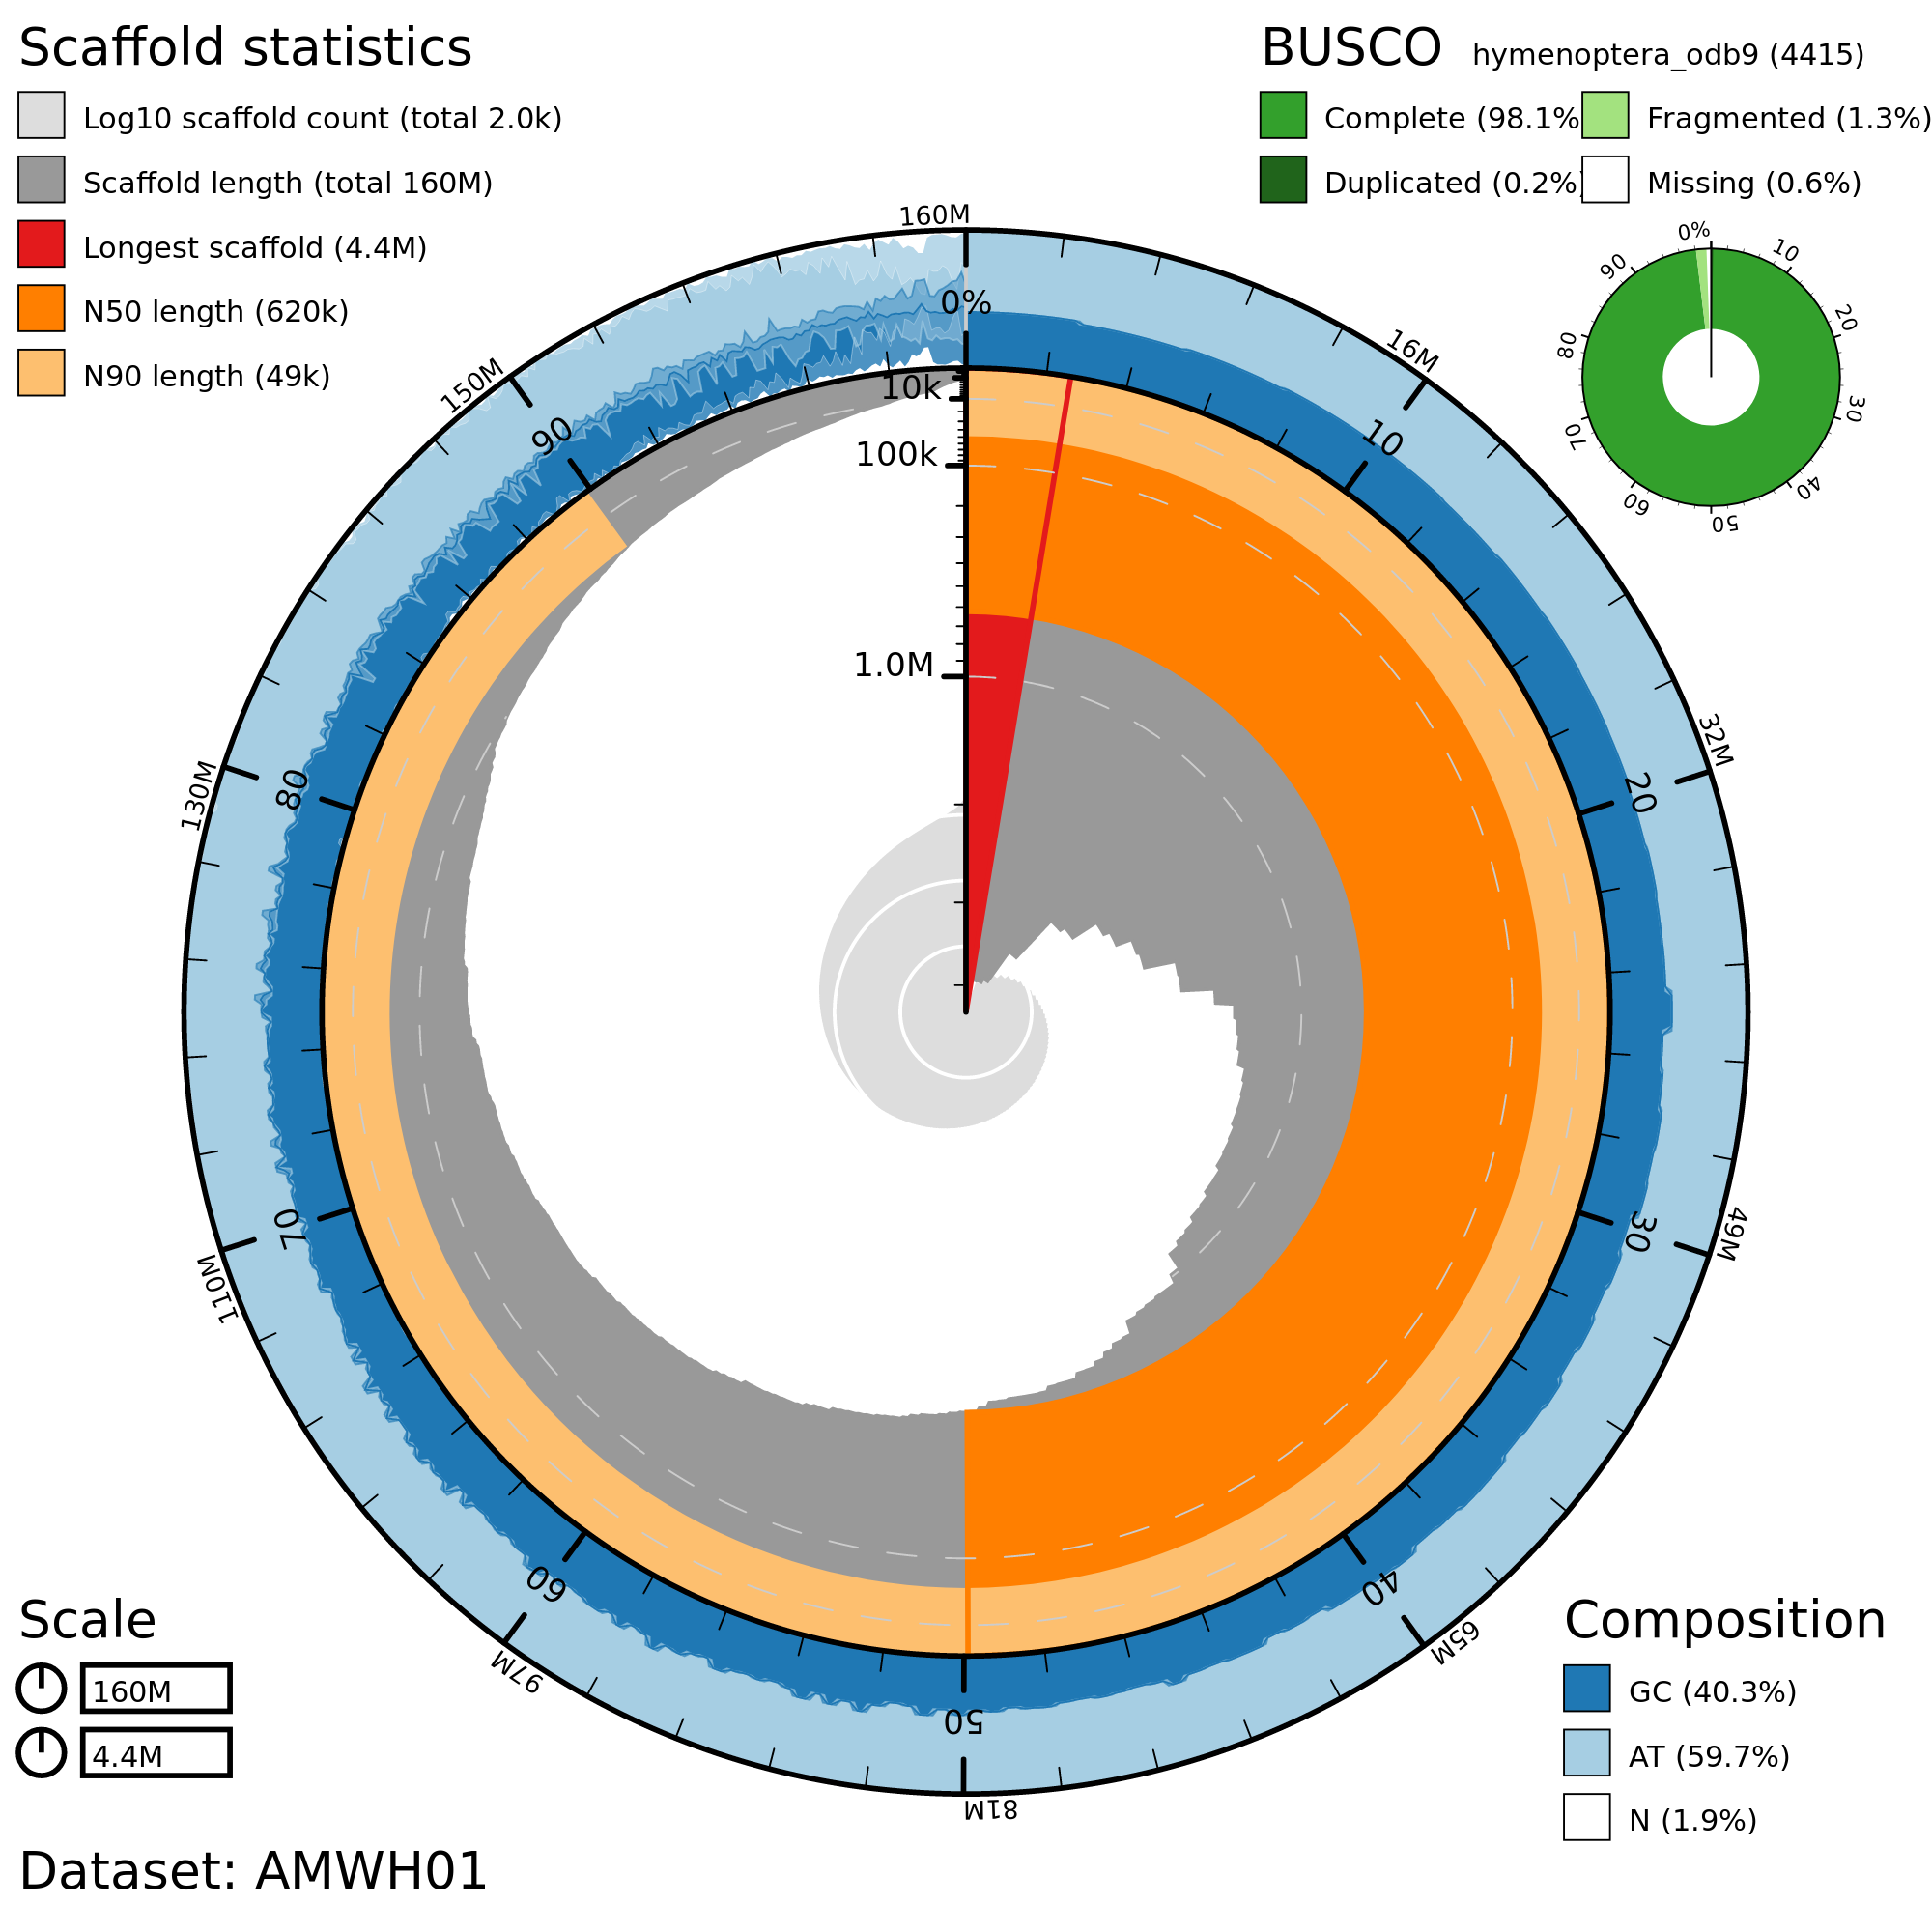 Scaffold statistics
Log10 scaffold count (total 2.0k)
Scaffold length (total 160M)
Longest scaffold (4.4M)
N50 length (620k)
N90 length (49k)
BUSCO hymenoptera_odb9 (4415)
Complete (98.1% Fragmented (1.3%)
Duplicated (0.2%) Missing (0.6%)
0%
10
20
30
40
50
60
70
80
90
160M
16M
32M
49M
65M
81M
97M
110M
130M
150M
0%
10
20
30
40
50
60
70
80
90
10k
100k
1.0M
Scale
160M
4.4M
Composition
GC (40.3%)
AT (59.7%)
N (1.9%)
Dataset: AMWH01